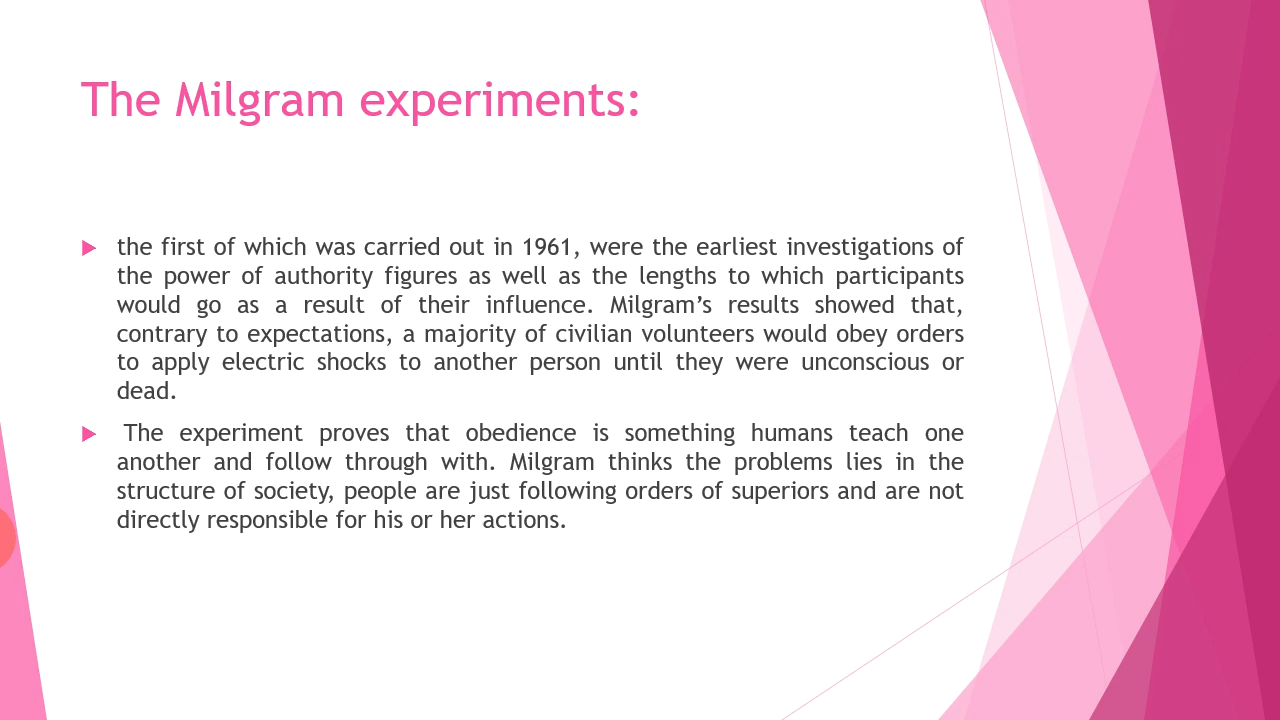 The Milgram experiments:
the first of which was carried out in 1961, were the earliest investigations of
the power of authority figures as well as the lengths to which participants
would go as a result of their influence. Milgram’s results showed that,
contrary to expectations, a majority of civilian volunteers would obey orders
to apply electric shocks to another person until they were unconscious or
dead.
The experiment proves that obedience is something humans teach one
another and follow through with. Milgram thinks the problems lies in the
structure of society, people are just following orders of superiors and are not
directly responsible for his or her actions.